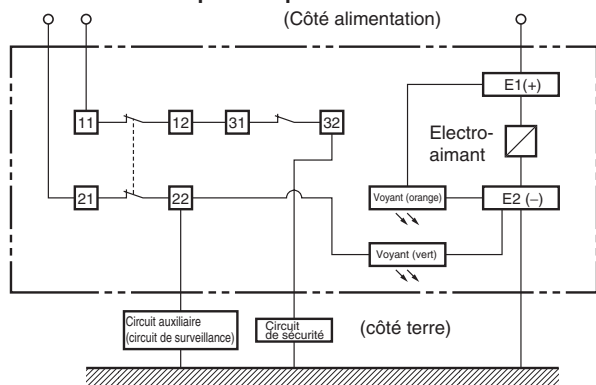 (Côté alimentation)
E1(+)
11
12
31
32
Electro-
aimant
21
22
Voyant (orange)
E2 (–)
Voyant (vert)
Circuit auxiliaire
(circuit de surveillance)
Circuit
de sécurité
(côté terre)